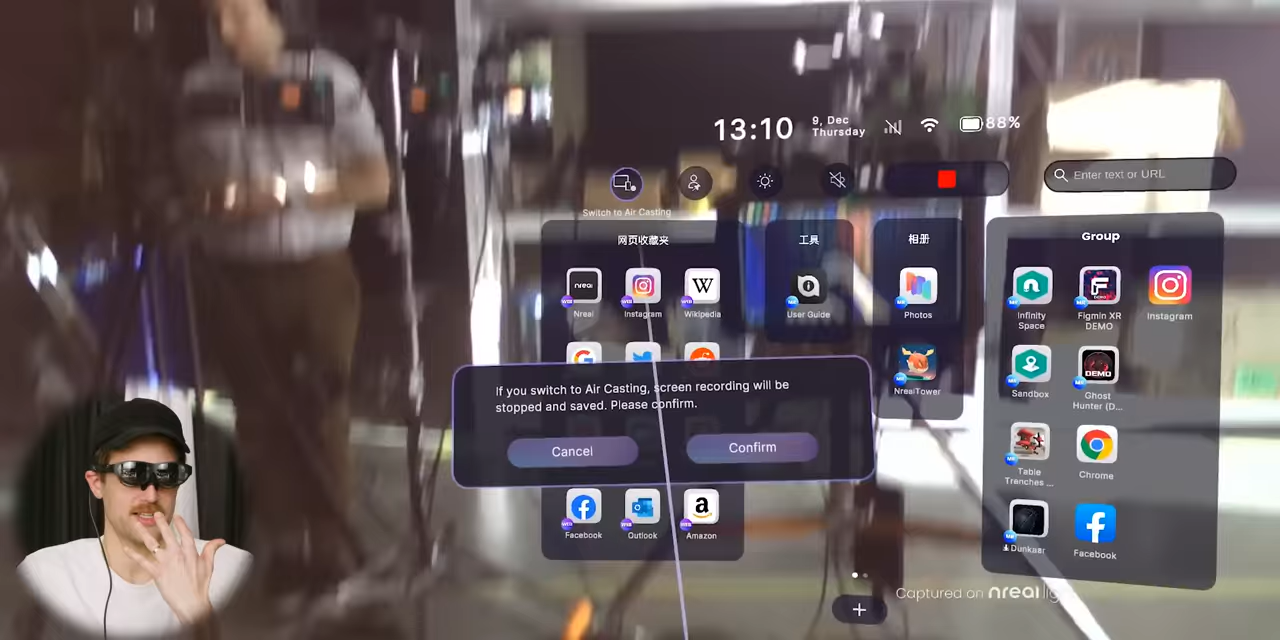 13:10
9, Dec
Thursday
88%
Enter text or URL
Switch to Air Casting
网页收藏夹
工具
相册
Group
nreal
W
Nreal
Instagram
Wikipedia
User Guide
Photos
Infinity
Space
Figmin XR
DEMO
Instagram
NrealTower
Sandbox
DEMO
Ghost
Hunter (D...
If you switch to Air Casting, screen recording will be
stopped and saved. Please confirm.
Cancel
Confirm
Table
Trenches ...
Chrome
Facebook
Outlook
Amazon
Dunkaar
Facebook
Captured on nreal